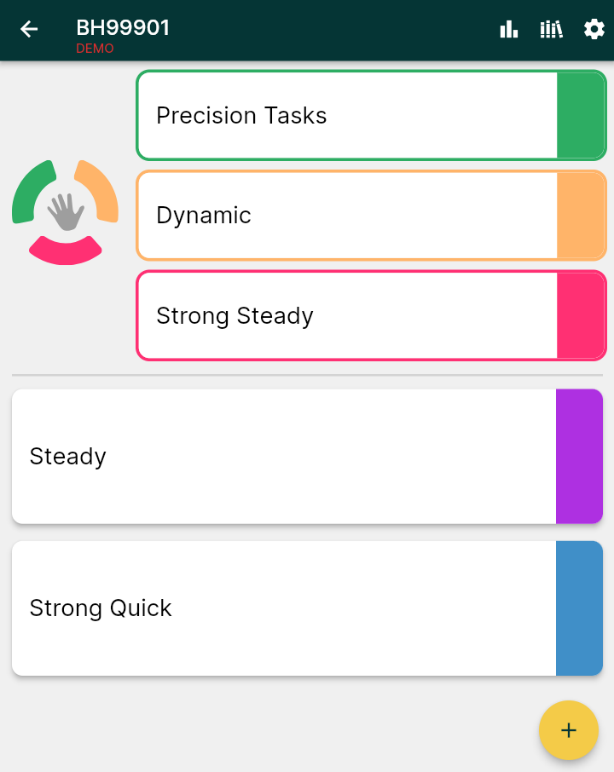 BH99901
DEMO
Precision Tasks
Dynamic
Strong Steady
Steady
Strong Quick